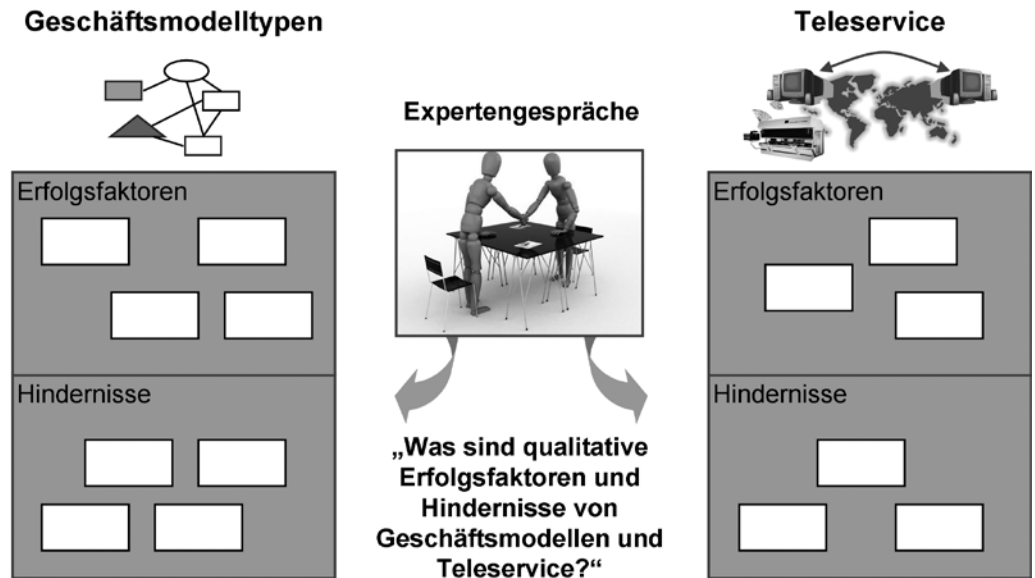 Geschäftsmodelltypen
Erfolgsfaktoren
Hindernisse
Expertengespräche
„Was sind qualitative
Erfolgsfaktoren und
Hindernisse von
Geschäftsmodellen und
Teleservice?“
Teleservice
Erfolgsfaktoren
Hindernisse